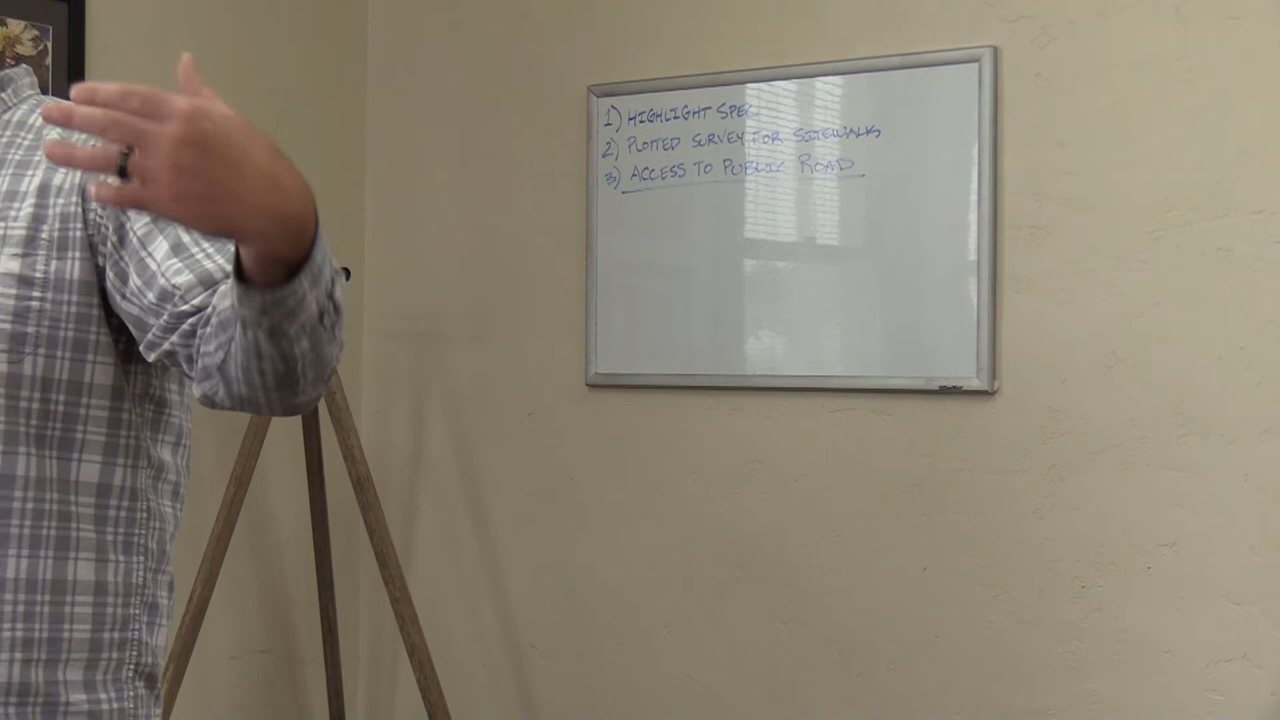 1) HIGHLIGHT SPEC
2) PLOTTED SURVEY FOR SIDEWALKS
3) ACCESS TO PUBLIC ROAD